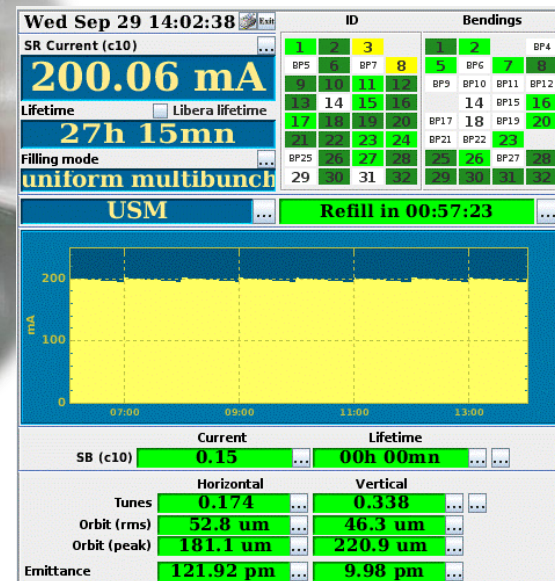 Wed Sep 29 14:02:38 Exit
ID Bendings
SR Current (c10) ...
200.06 mA
Lifetime Libera lifetime
27h 15mn
Filling mode ...
uniform multibunch
1 2 3 1 2 BP4
BP5 6 BP7 8 5 BP6 7 8
9 10 11 12 BP9 BP10 BP11 BP12
13 14 15 16 14 BP15 16
17 18 19 20 BP17 18 BP19 20
21 22 23 24 BP21 BP22 23
BP25 26 27 28 25 26 BP27 28
29 30 31 32 29 30 31 32
USM ... Refill in 00:57:23 ...
200
mA
100
0
07:00 09:00 11:00 13:00
Current Lifetime
SB (c10) 0.15 ... 00h 00mn ... ...
Horizontal Vertical
Tunes 0.174 ... 0.338 ... ...
Orbit (rms) 52.8 um ... 46.3 um ...
Orbit (peak) 181.1 um ... 220.9 um ...
Emittance 121.92 pm ... 9.98 pm ...